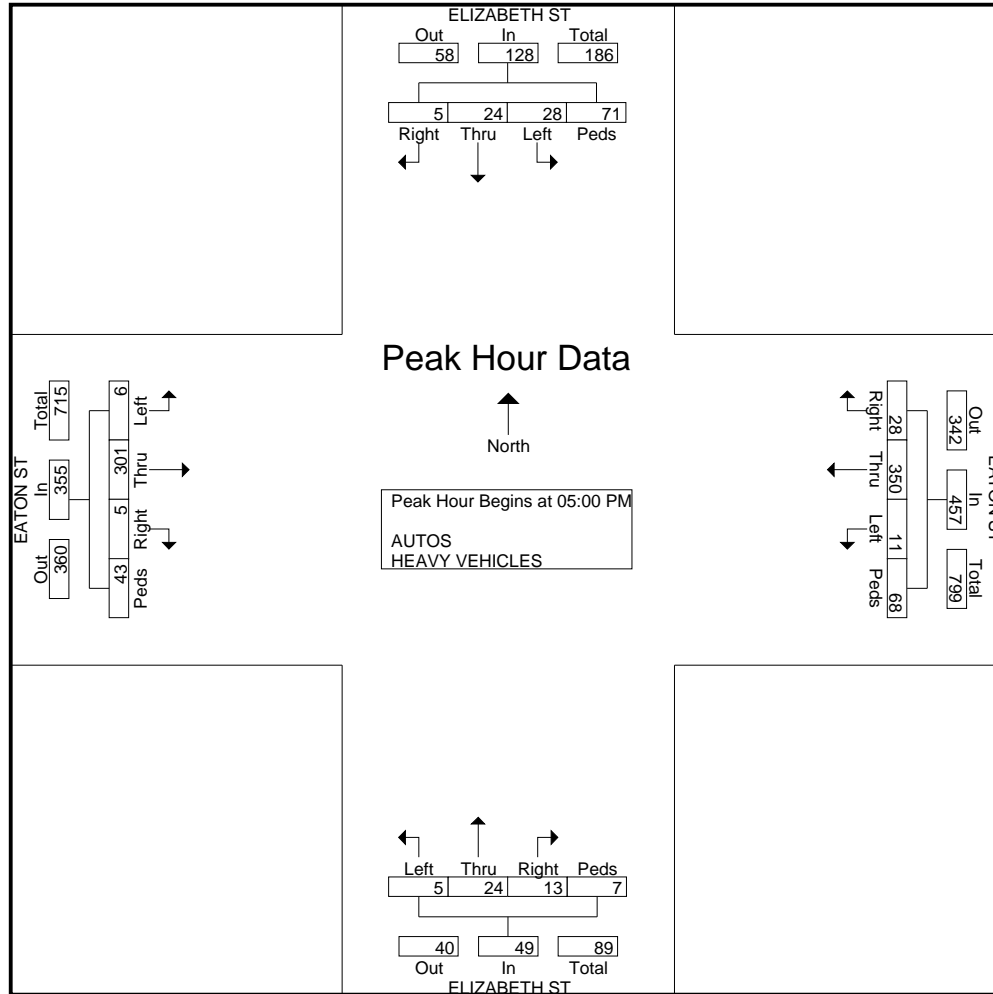 ELIZABETH ST
Out In Total
58 128 186
5 24 28 71
Right Thru Left Peds
Peak Hour Data
North
Peak Hour Begins at 05:00 PM
AUTOS
HEAVY VEHICLES
EATON ST
Total In Out
715 355 360
6 301 5 43
Left Thru Right Peds
EATON ST
Out In Total
342 457 799
28 350 11 68
Right Thru Left Peds
Left Thru Right Peds
5 24 13 7
40 49 89
Out In Total
ELIZABETH ST